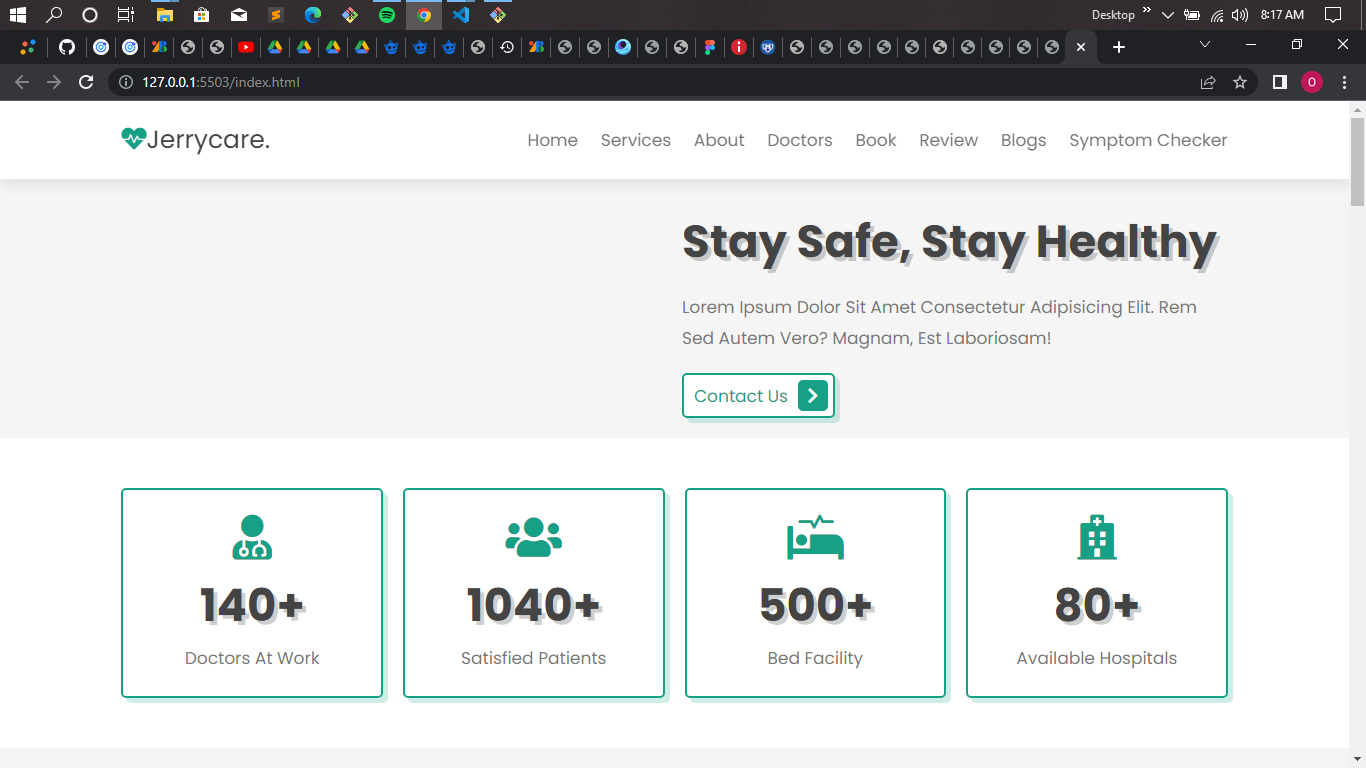 Desktop
8:17 AM
127.0.0.1:5503/index.html
O
Jerrycare.
Home Services About Doctors Book Review Blogs Symptom Checker
Stay Safe, Stay Healthy
Lorem Ipsum Dolor Sit Amet Consectetur Adipisicing Elit. Rem
Sed Autem Vero? Magnam, Est Laboriosam!
Contact Us
140+ 1040+ 500+ 80+
Doctors At Work Satisfied Patients Bed Facility Available Hospitals